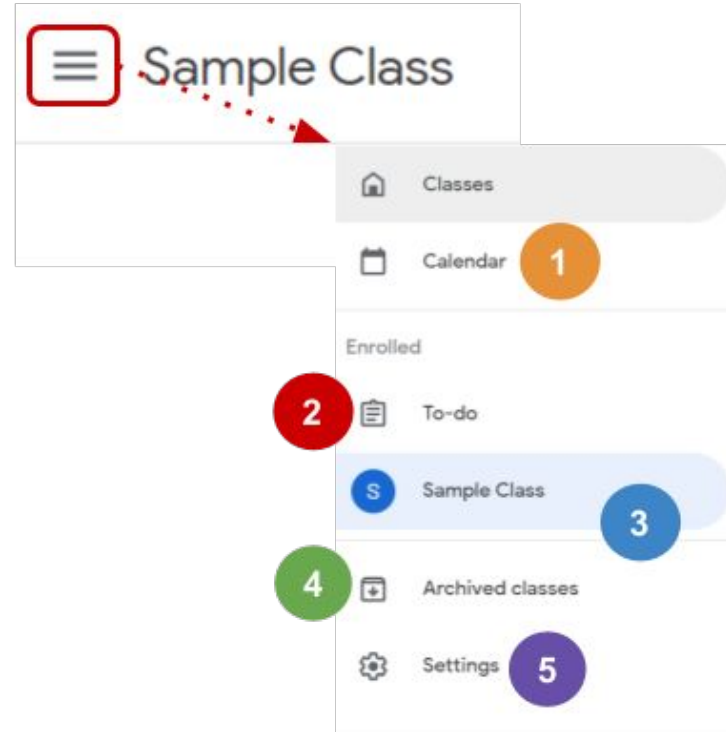 Sample Class
Classes
Calendar 1
Enrolled
2 To-do
S Sample Class
3
4 Archived classes
Settings 5